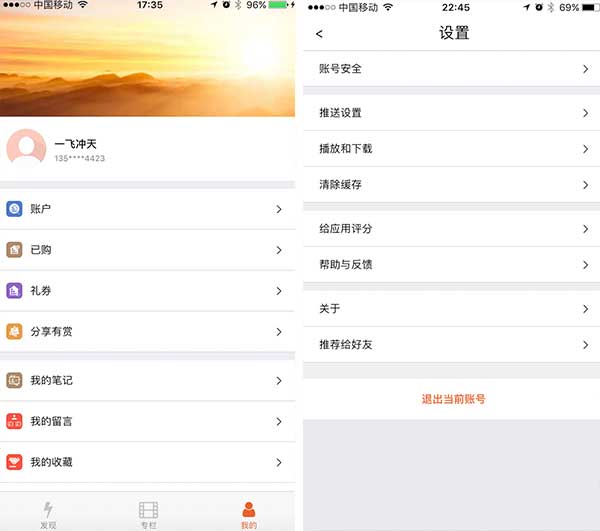 中国移动 17:35 96%
一飞冲天
135****4423
账户
已购
礼券
分享有赏
我的笔记
我的留言
我的收藏
发现 专栏 我的
中国移动 22:45 69%
< 设置
账号安全
推送设置
播放和下载
清除缓存
给应用评分
帮助与反馈
关于
推荐给好友
退出当前账号